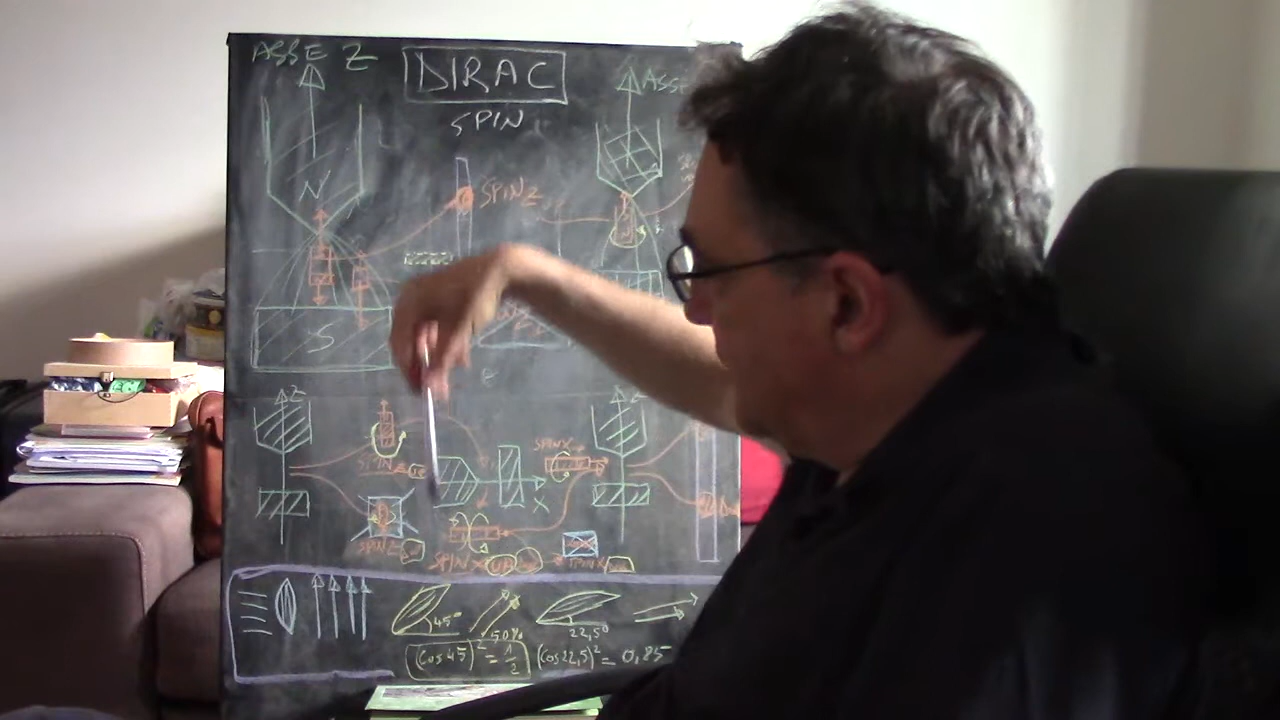 ASSE Z
DIRAC
ASSE
SPIN
N
SPIN Z
S
Z
Z
SPIN X
SPIN Z
X
SPIN Z
SPIN X UP
SPIN X
45°
50%
22,5°
(cos 45)² = 1/2
(cos 22,5)² = 0,85